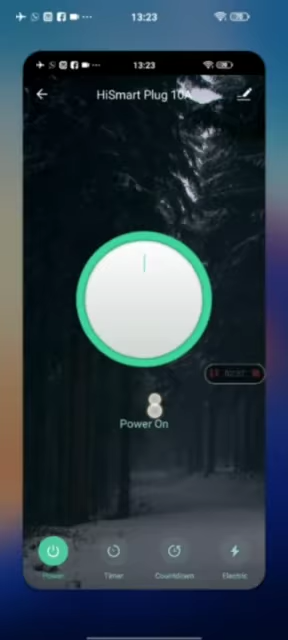 13:23
13:23
HiSmart Plug 10A
Power On
Power Timer Countdown Electric